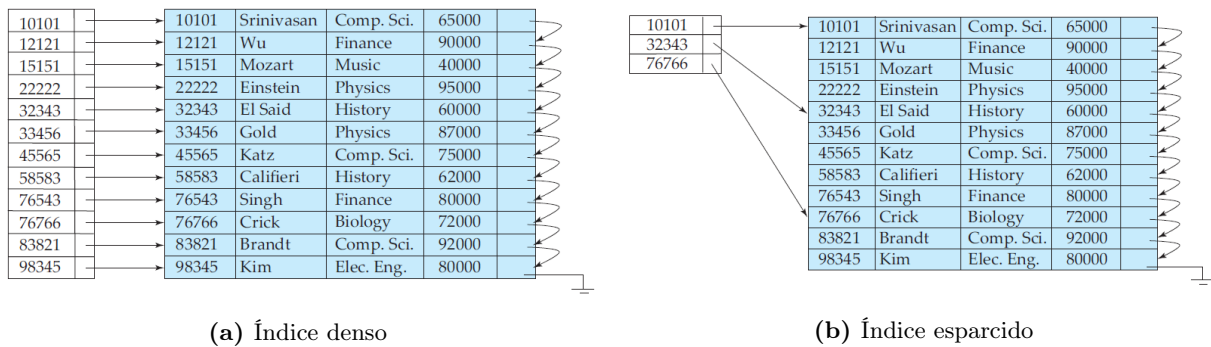 10101 10101 Srinivasan Comp. Sci. 65000
12121 12121 Wu Finance 90000
15151 15151 Mozart Music 40000
22222 22222 Einstein Physics 95000
32343 32343 El Said History 60000
33456 33456 Gold Physics 87000
45565 45565 Katz Comp. Sci. 75000
58583 58583 Califieri History 62000
76543 76543 Singh Finance 80000
76766 76766 Crick Biology 72000
83821 83821 Brandt Comp. Sci. 92000
98345 98345 Kim Elec. Eng. 80000
(a) Índice denso
10101
32343
76766
10101 Srinivasan Comp. Sci. 65000
12121 Wu Finance 90000
15151 Mozart Music 40000
22222 Einstein Physics 95000
32343 El Said History 60000
33456 Gold Physics 87000
45565 Katz Comp. Sci. 75000
58583 Califieri History 62000
76543 Singh Finance 80000
76766 Crick Biology 72000
83821 Brandt Comp. Sci. 92000
98345 Kim Elec. Eng. 80000
(b) Índice esparcido